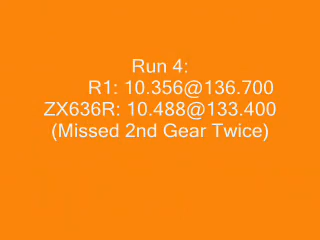 Run 4:
R1: 10.356@136.700
ZX636R: 10.488@133.400
(Missed 2nd Gear Twice)